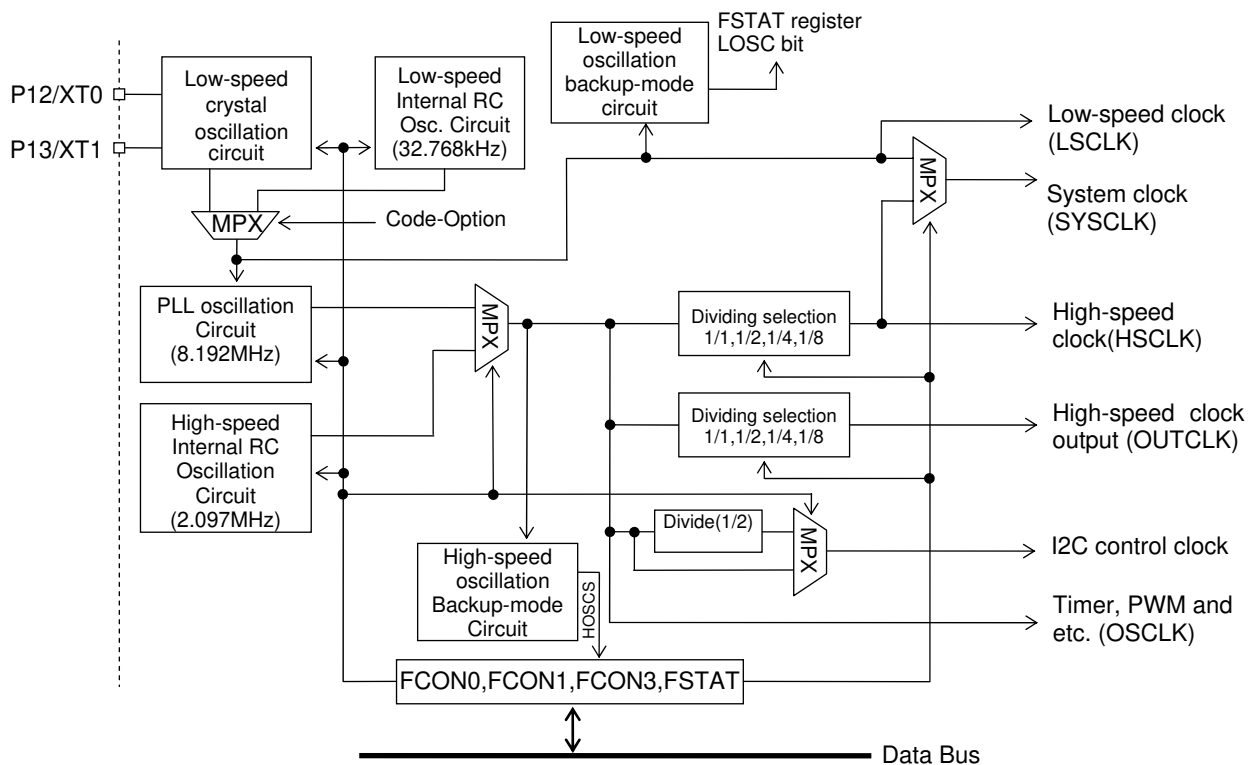 FSTAT register
LOSC bit
Low-speed
oscillation
backup-mode
circuit
P12/XT0
P13/XT1
Low-speed
crystal
oscillation
circuit
Low-speed
Internal RC
Osc. Circuit
(32.768kHz)
Low-speed clock
(LSCLK)
MPX
System clock
(SYSCLK)
MPX
Code-Option
PLL oscillation
Circuit
(8.192MHz)
MPX
Dividing selection
1/1,1/2,1/4,1/8
High-speed
clock(HSCLK)
High-speed
Internal RC
Oscillation
Circuit
(2.097MHz)
Dividing selection
1/1,1/2,1/4,1/8
High-speed clock
output (OUTCLK)
Divide(1/2)
MPX
I2C control clock
High-speed
oscillation
Backup-mode
Circuit
HOSCS
Timer, PWM and
etc. (OSCLK)
FCON0,FCON1,FCON3,FSTAT
Data Bus